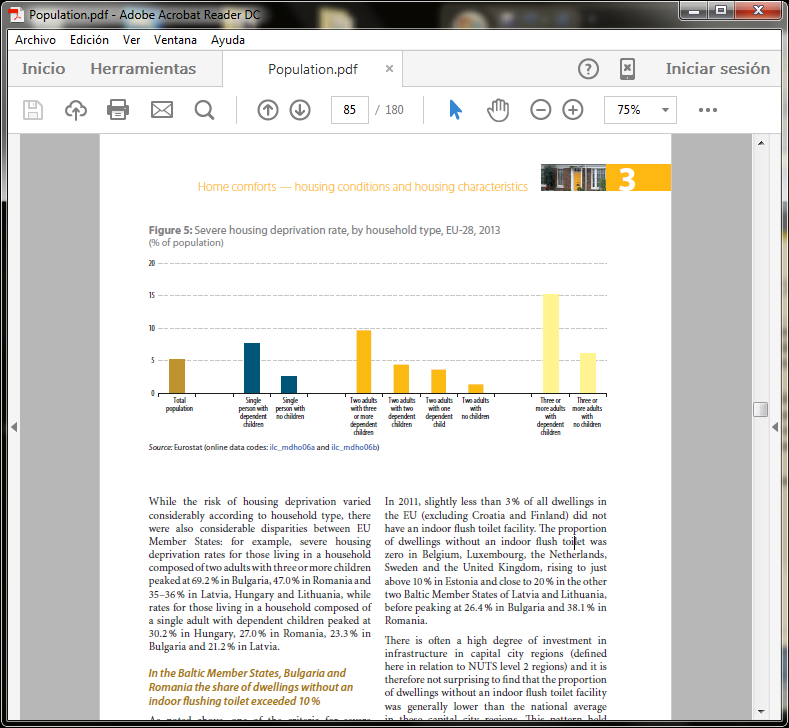 Population.pdf - Adobe Acrobat Reader DC
Archivo Edición Ver Ventana Ayuda
Inicio Herramientas Population.pdf × ? Iniciar sesión
85 / 180 75%
Home comforts — housing conditions and housing characteristics 3
Figure 5: Severe housing deprivation rate, by household type, EU-28, 2013
(% of population)
20
15
10
5
0
Total
population
Single
person with
dependent
children
Single
person with
no children
Two adults
with three
or more
dependent
children
Two adults
with two
dependent
children
Two adults
with one
dependent
child
Two adults
with
no children
Three or
more adults
with
dependent
children
Three or
more adults
with
no children
Source: Eurostat (online data codes: ilc_mdho06a and ilc_mdho06b)
While the risk of housing deprivation varied
considerably according to household type, there
were also considerable disparities between EU
Member States: for example, severe housing
deprivation rates for those living in a household
composed of two adults with three or more children
peaked at 69.2 % in Bulgaria, 47.0 % in Romania and
35–36 % in Latvia, Hungary and Lithuania, while
rates for those living in a household composed of
a single adult with dependent children peaked at
30.2 % in Hungary, 27.0 % in Romania, 23.3 % in
Bulgaria and 21.2 % in Latvia.
In the Baltic Member States, Bulgaria and
Romania the share of dwellings without an
indoor flushing toilet exceeded 10 %
As noted above, one of the criteria for severe
In 2011, slightly less than 3 % of all dwellings in
the EU (excluding Croatia and Finland) did not
have an indoor flush toilet facility. The proportion
of dwellings without an indoor flush toilet was
zero in Belgium, Luxembourg, the Netherlands,
Sweden and the United Kingdom, rising to just
above 10 % in Estonia and close to 20 % in the other
two Baltic Member States of Latvia and Lithuania,
before peaking at 26.4 % in Bulgaria and 38.1 % in
Romania.
There is often a high degree of investment in
infrastructure in capital city regions (defined
here in relation to NUTS level 2 regions) and it is
therefore not surprising to find that the proportion
of dwellings without an indoor flush toilet facility
was generally lower than the national average
in these capital city regions. This pattern held